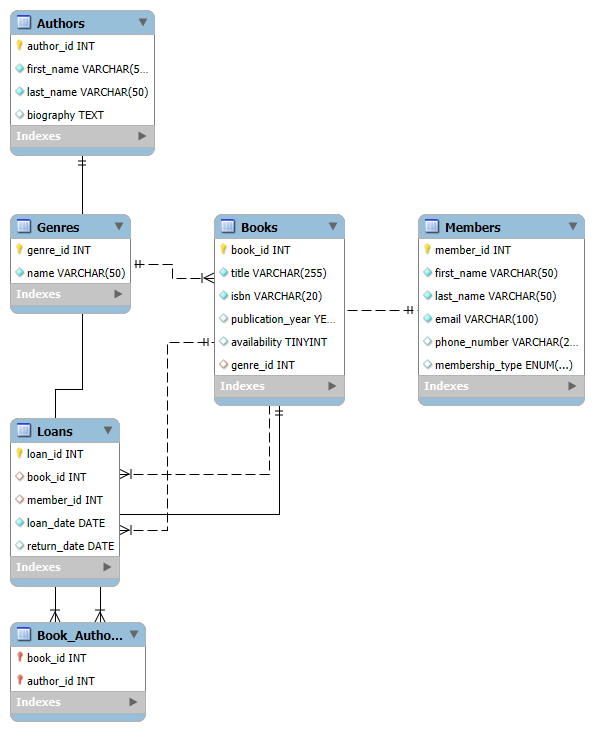 Authors
author_id INT
first_name VARCHAR(5...
last_name VARCHAR(50)
biography TEXT
Indexes
Genres
genre_id INT
name VARCHAR(50)
Indexes
Books
book_id INT
title VARCHAR(255)
isbn VARCHAR(20)
publication_year YE...
availability TINYINT
genre_id INT
Indexes
Members
member_id INT
first_name VARCHAR(50)
last_name VARCHAR(50)
email VARCHAR(100)
phone_number VARCHAR(2...
membership_type ENUM(...)
Indexes
Loans
loan_id INT
book_id INT
member_id INT
loan_date DATE
return_date DATE
Indexes
Book_Autho...
book_id INT
author_id INT
Indexes